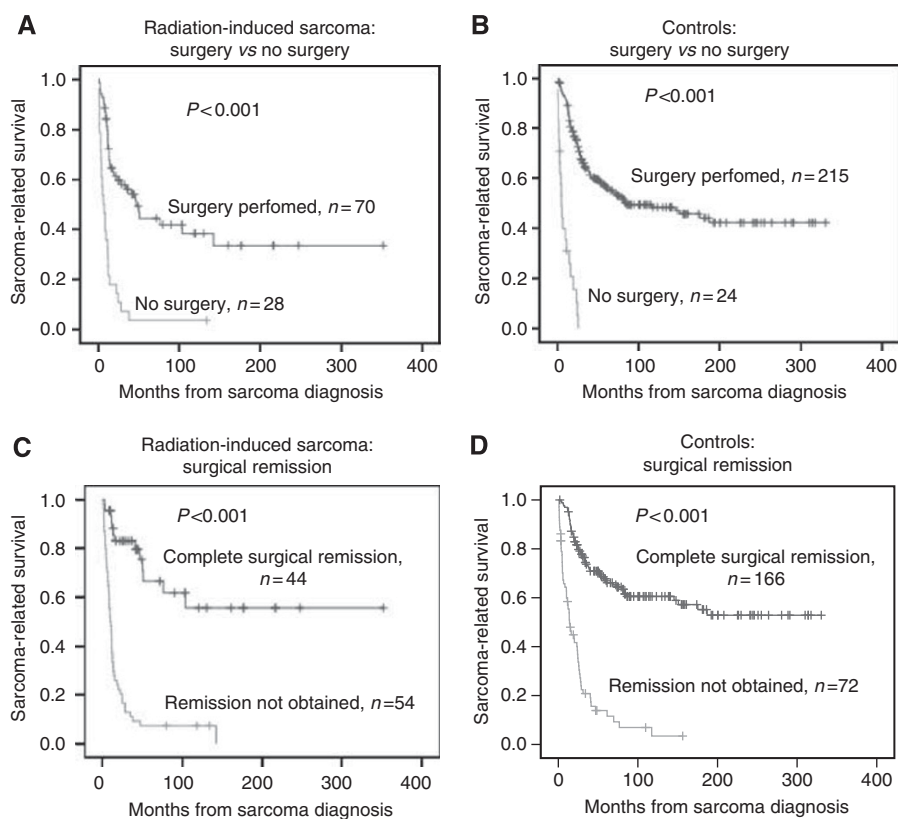 A
Radiation-induced sarcoma:
surgery vs no surgery
Sarcoma-related survival
1.0
0.8
0.6
0.4
0.2
0.0
P<0.001
Surgery perfomed, n=70
No surgery, n=28
0 100 200 300 400
Months from sarcoma diagnosis
B
Controls:
surgery vs no surgery
Sarcoma-related survival
1.0
0.8
0.6
0.4
0.2
0.0
P<0.001
Surgery performed, n=215
No surgery, n=24
0 100 200 300 400
Months from sarcoma diagnosis
C
Radiation-induced sarcoma:
surgical remission
Sarcoma-related survival
1.0
0.8
0.6
0.4
0.2
0.0
P<0.001
Complete surgical remission,
n=44
Remission not obtained, n=54
0 100 200 300 400
Months from sarcoma diagnosis
D
Controls:
surgical remission
Sarcoma-related survival
1.0
0.8
0.6
0.4
0.2
0.0
P<0.001
Complete surgical remission,
n=166
Remission not obtained, n=72
0 100 200 300 400
Months from sarcoma diagnosis